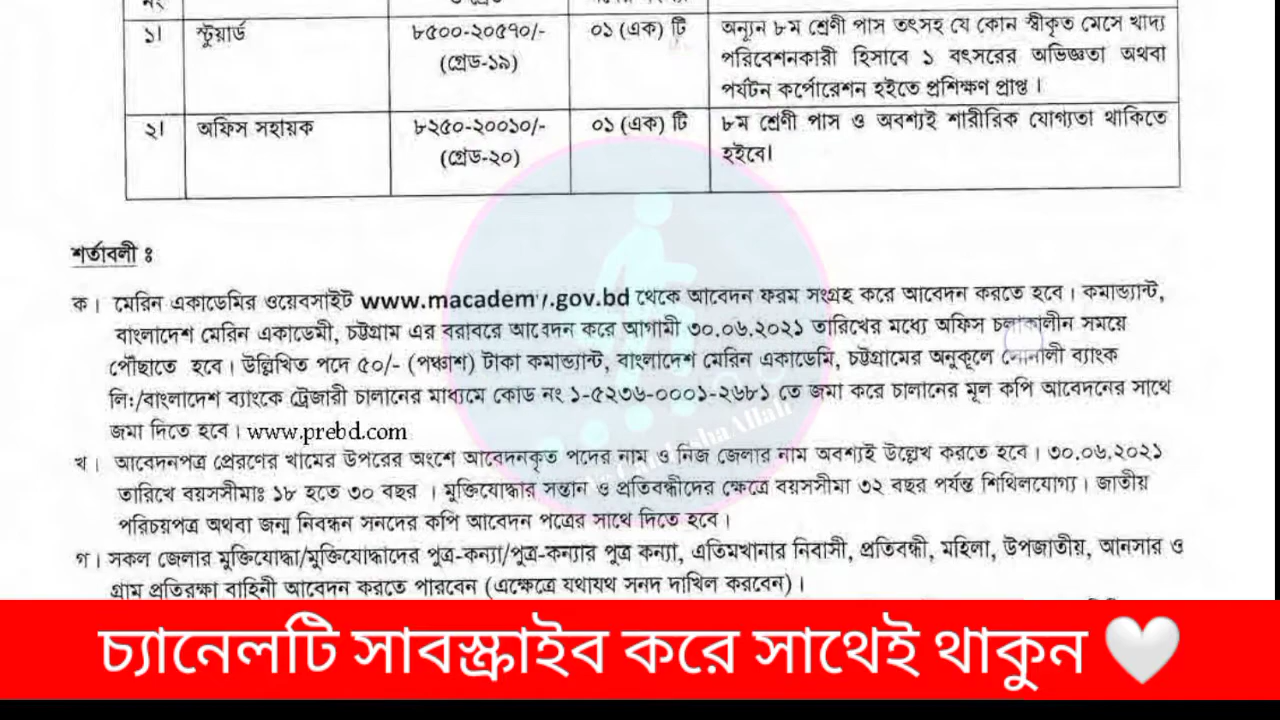 নং
১। স্টুয়ার্ড ৮৫০০-২০৫৭০/- ০১ (এক) টি অন্যূন ৮ম শ্রেণী পাস তৎসহ যে কোন স্বীকৃত মেসে খাদ্য
(গ্রেড-১৯) পরিবেশনকারী হিসাবে ১ বৎসরের অভিজ্ঞতা অথবা
পর্যটন কর্পোরেশন হইতে প্রশিক্ষণ প্রাপ্ত।
২। অফিস সহায়ক ৮২৫০-২০০১০/- ০১ (এক) টি ৮ম শ্রেণী পাস ও অবশ্যই শারীরিক যোগ্যতা থাকিতে
(গ্রেড-২০) হইবে।
শর্তাবলী ঃ
ক। মেরিন একাডেমির ওয়েবসাইট www.macademy.gov.bd থেকে আবেদন ফরম সংগ্রহ করে আবেদন করতে হবে। কমান্ড্যান্ট,
বাংলাদেশ মেরিন একাডেমী, চট্টগ্রাম এর বরাবরে আবেদন করে আগামী ৩০.০৬.২০২১ তারিখের মধ্যে অফিস চলাকালীন সময়ে
পৌঁছাতে হবে। উল্লিখিত পদে ৫০/- (পঞ্চাশ) টাকা কমান্ড্যান্ট, বাংলাদেশ মেরিন একাডেমি, চট্টগ্রামের অনুকূলে সোনালী ব্যাংক
লি:/বাংলাদেশ ব্যাংকে ট্রেজারী চালানের মাধ্যমে কোড নং ১-৫২৩৬-০০০১-২৬৮১ তে জমা করে চালানের মূল কপি আবেদনের সাথে
জমা দিতে হবে। www.prebd.com
খ। আবেদনপত্র প্রেরণের খামের উপরের অংশে আবেদনকৃত পদের নাম ও নিজ জেলার নাম অবশ্যই উল্লেখ করতে হবে। ৩০.০৬.২০২১
তারিখে বয়সসীমাঃ ১৮ হতে ৩০ বছর । মুক্তিযোদ্ধার সন্তান ও প্রতিবন্ধীদের ক্ষেত্রে বয়সসীমা ৩২ বছর পর্যন্ত শিথিলযোগ্য। জাতীয়
পরিচয়পত্র অথবা জন্ম নিবন্ধন সনদের কপি আবেদন পত্রের সাথে দিতে হবে।
গ। সকল জেলার মুক্তিযোদ্ধা/মুক্তিযোদ্ধাদের পুত্র-কন্যা/পুত্র-কন্যার পুত্র কন্যা, এতিমখানার নিবাসী, প্রতিবন্ধী, মহিলা, উপজাতীয়, আনসার ও
গ্রাম প্রতিরক্ষা বাহিনী আবেদন করতে পারবেন (এক্ষেত্রে যথাযথ সনদ দাখিল করবেন)।
চ্যানেলটি সাবস্ক্রাইব করে সাথেই থাকুন 🤍